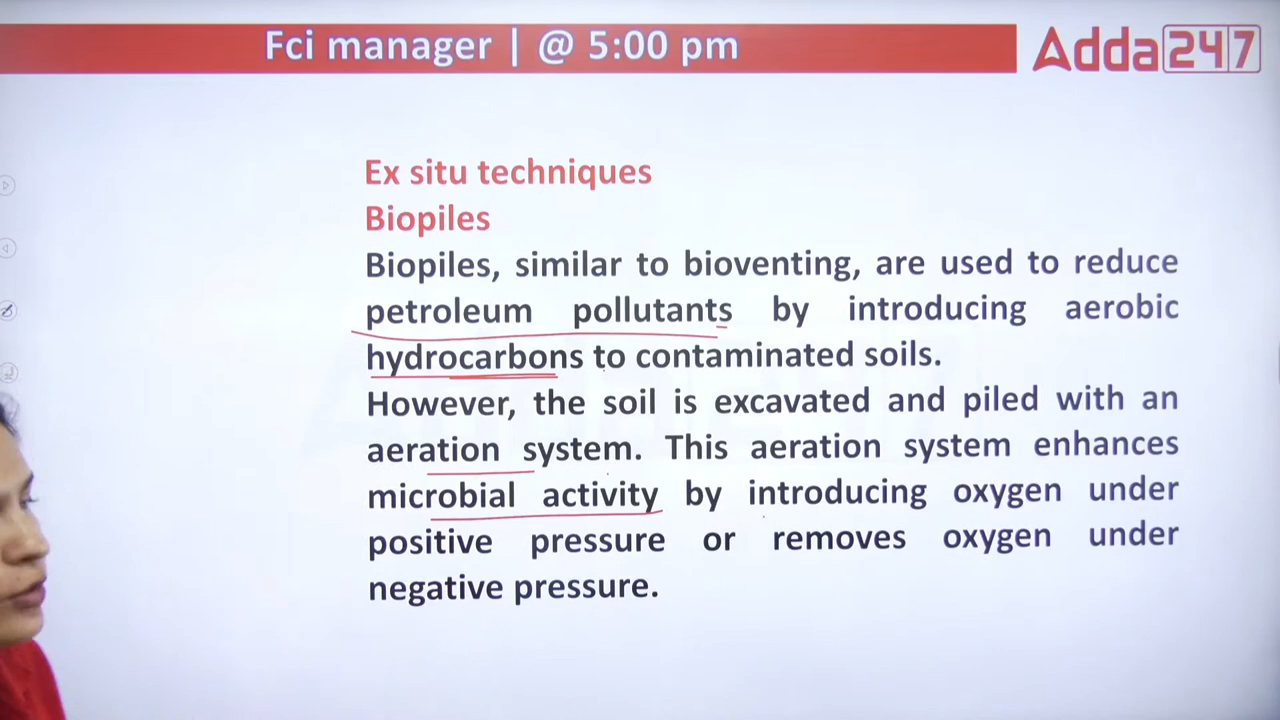 Fci manager | @ 5:00 pm
Adda247
Ex situ techniques
Biopiles
Biopiles, similar to bioventing, are used to reduce
petroleum pollutants by introducing aerobic
hydrocarbons to contaminated soils.
However, the soil is excavated and piled with an
aeration system. This aeration system enhances
microbial activity by introducing oxygen under
positive pressure or removes oxygen under
negative pressure.